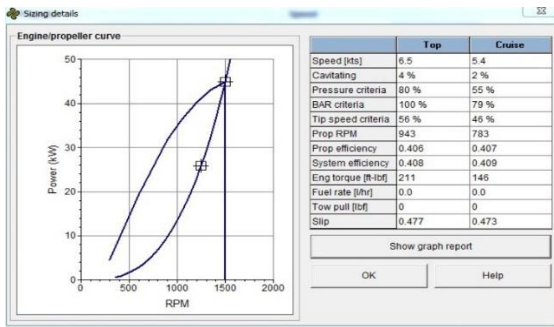 Sizing details
Engine/propeller curve
50
40
30
20
10
0
Power (kW)
0 500 1000 1500 2000
RPM
Top Cruise
Speed [kts] 6.5 5.4
Cavitating 4 % 2 %
Pressure criteria 80 % 55 %
BAR criteria 100 % 79 %
Tip speed criteria 56 % 46 %
Prop RPM 943 783
Prop efficiency 0.406 0.407
System efficiency 0.408 0.409
Eng torque [ft-lbf] 211 146
Fuel rate [l/hr] 0.0 0.0
Tow pull [lbf] 0 0
Slip 0.477 0.473
Show graph report
OK Help